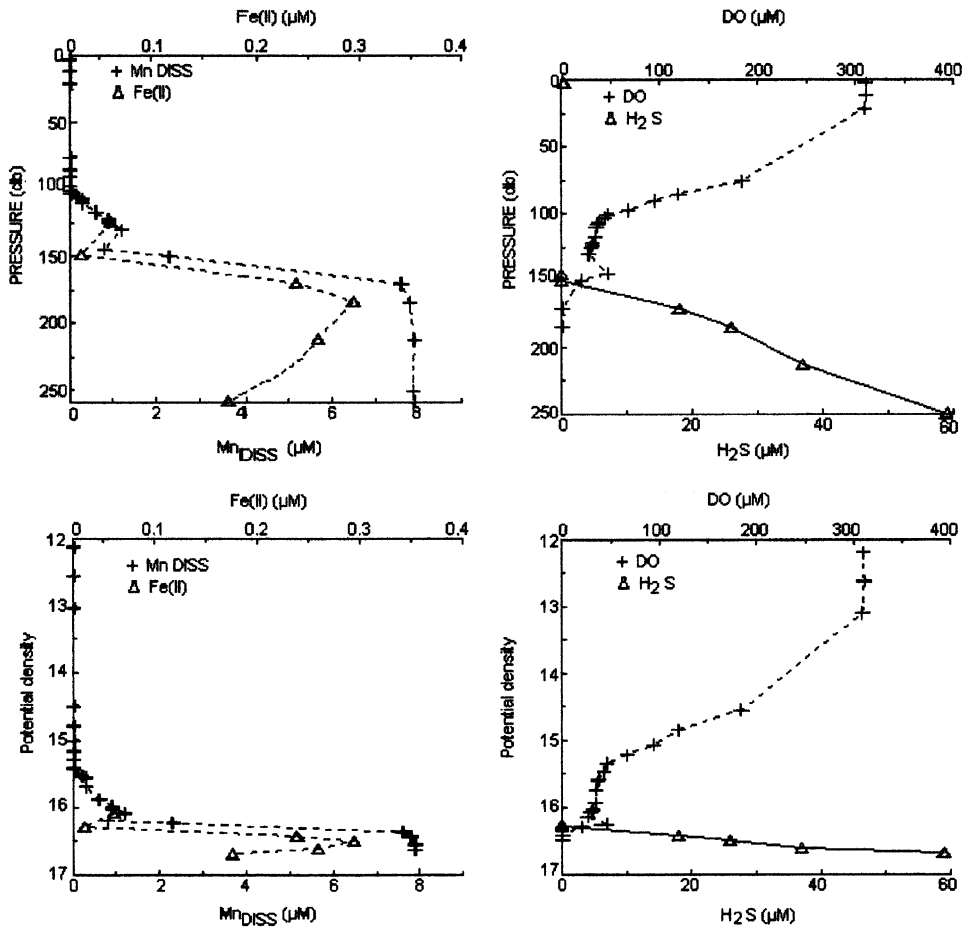 Fe(II) (µM)
0 0.1 0.2 0.3 0.4
PRESSURE (db)
0
50
100
150
200
250
+ Mn DISS
△ Fe(II)
0 2 4 6 8
MnDISS (µM)
DO (µM)
0 100 200 300 400
PRESSURE (db)
0
50
100
150
200
250
+ DO
△ H2S
0 20 40 60
H2S (µM)
Fe(II) (µM)
0 0.1 0.2 0.3 0.4
Potential density
12
13
14
15
16
17
+ Mn DISS
△ Fe(II)
0 2 4 6 8
MnDISS (µM)
DO (µM)
0 100 200 300 400
Potential density
12
13
14
15
16
17
+ DO
△ H2S
0 20 40 60
H2S (µM)